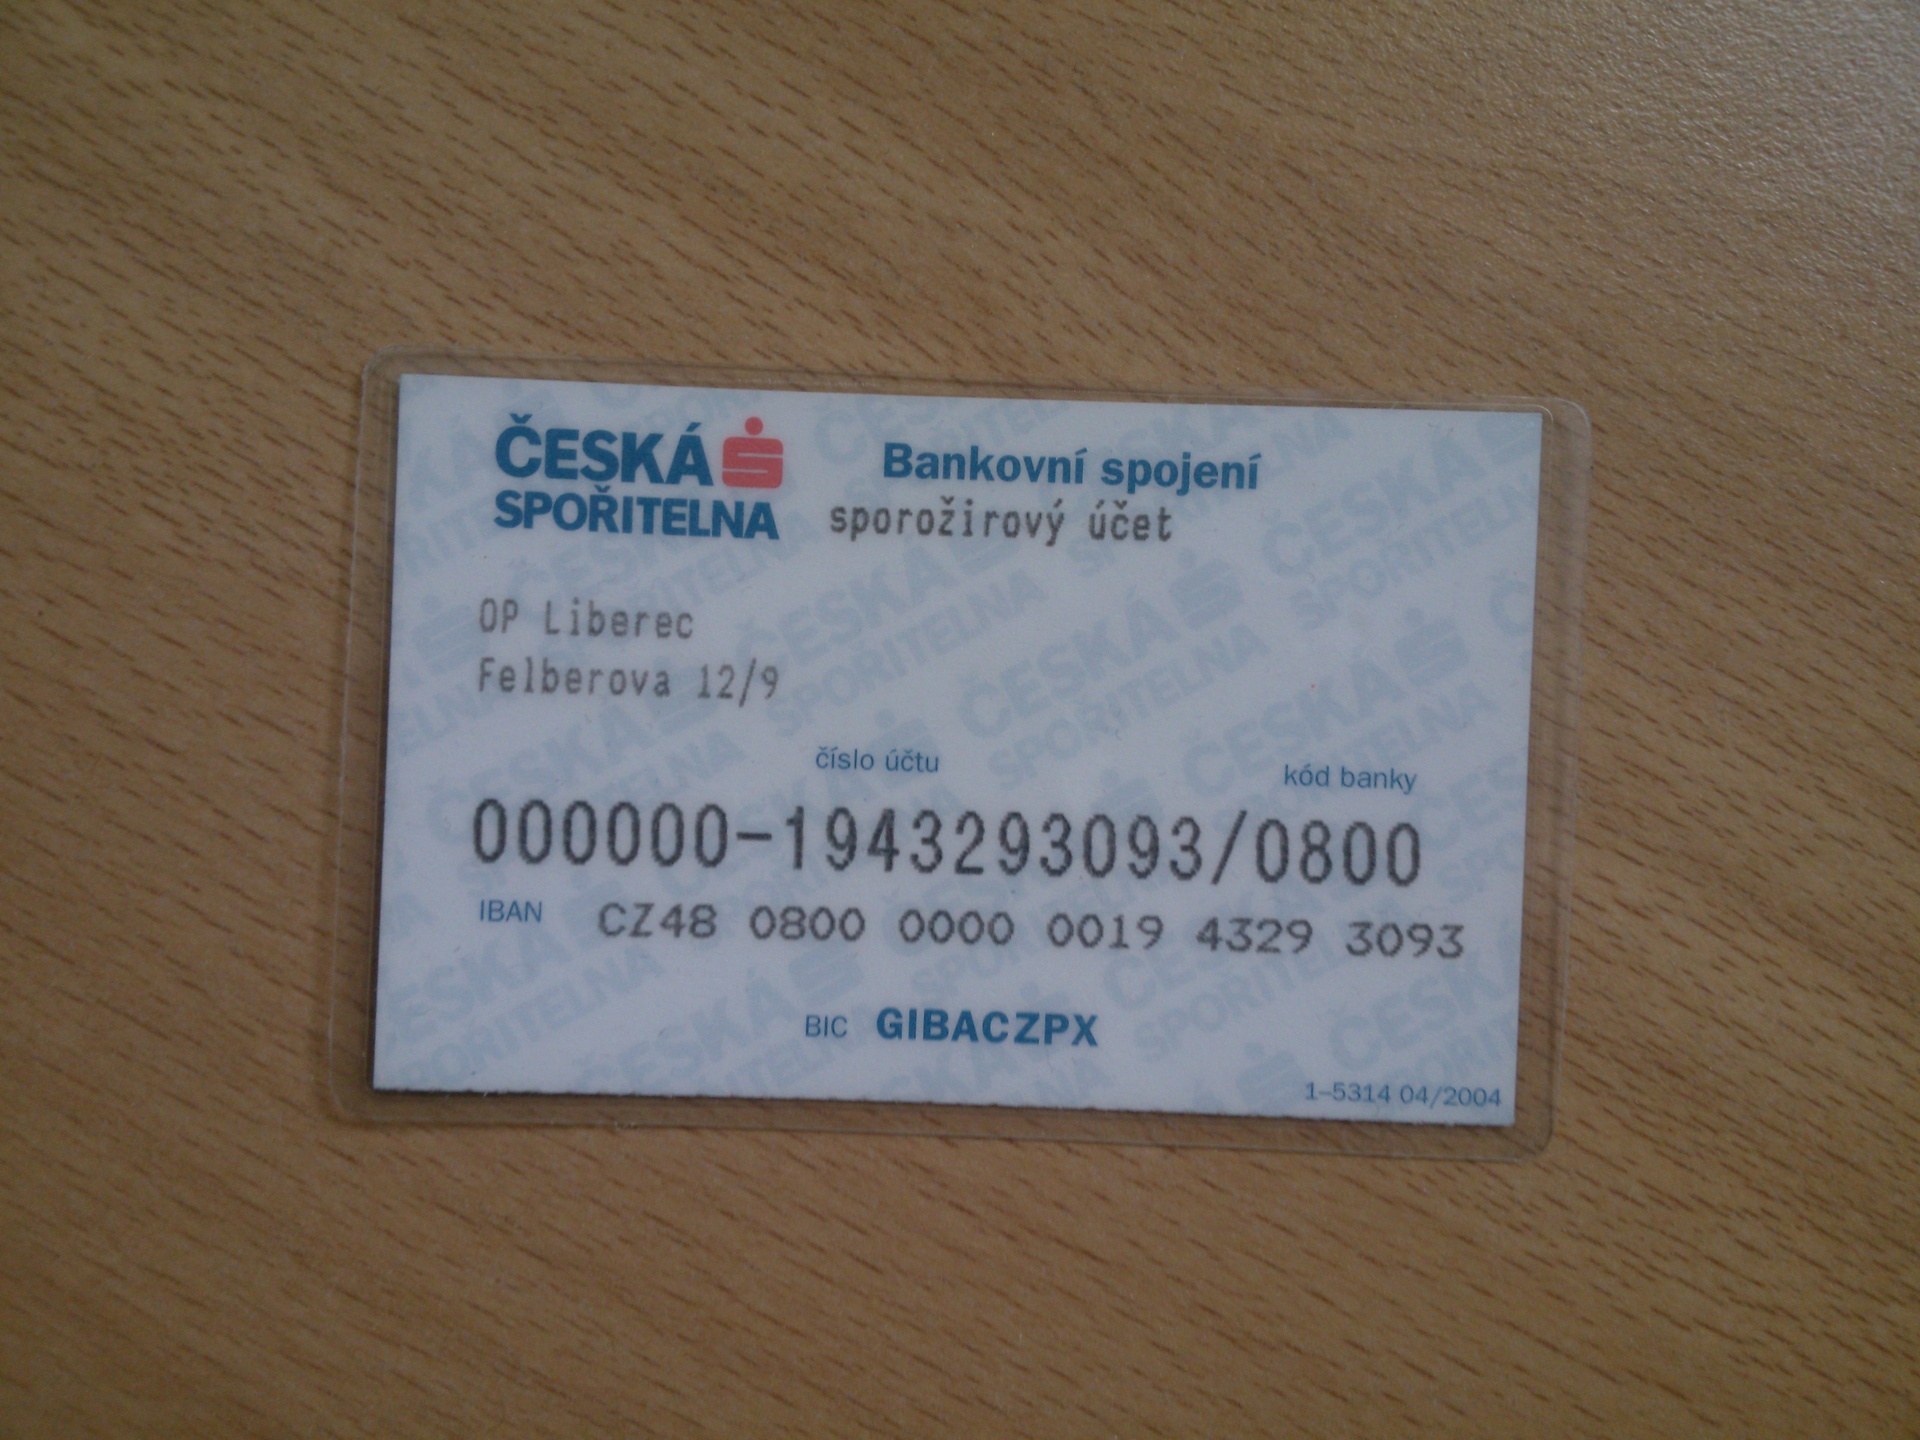 ČESKÁ
SPOŘITELNA
Bankovní spojení
sporožirový účet
OP Liberec
Felberova 12/9
číslo účtu
kód banky
000000-1943293093/0800
IBAN CZ48 0800 0000 0019 4329 3093
BIC GIBACZPX
1-5314 04/2004